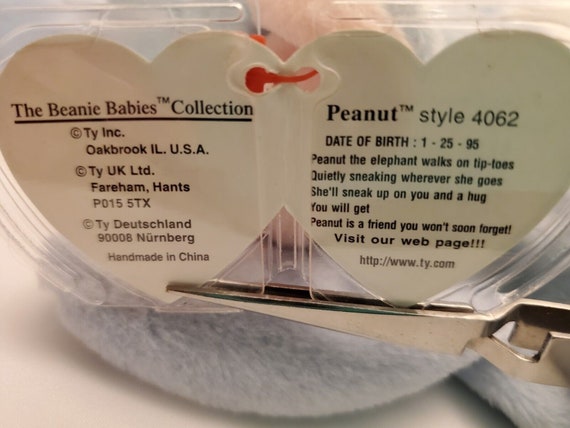 The Beanie Babies™ Collection
© Ty Inc.
Oakbrook IL. U.S.A.
© Ty UK Ltd.
Fareham, Hants
P015 5TX
© Ty Deutschland
90008 Nürnberg
Handmade in China
Peanut™ style 4062
DATE OF BIRTH : 1 - 25 - 95
Peanut the elephant walks on tip-toes
Quietly sneaking wherever she goes
She'll sneak up on you and a hug
You will get
Peanut is a friend you won't soon forget!
Visit our web page!!!
http://www.ty.com